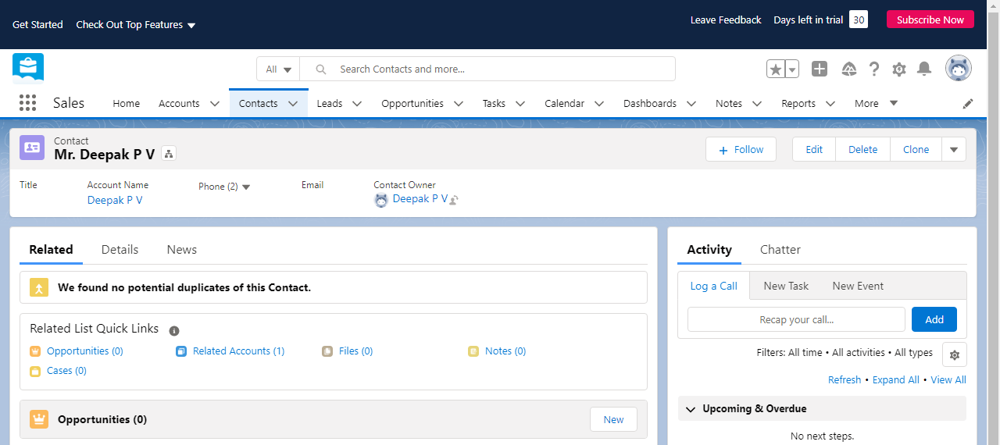 Get Started Check Out Top Features Leave Feedback Days left in trial 30 Subscribe Now
All Search Contacts and more...
Sales Home Accounts Contacts Leads Opportunities Tasks Calendar Dashboards Notes Reports More
Contact
Mr. Deepak P V
Follow Edit Delete Clone
Title Account Name Phone (2) Email Contact Owner
Deepak P V Deepak P V
Related Details News
We found no potential duplicates of this Contact.
Related List Quick Links
Opportunities (0) Related Accounts (1) Files (0) Notes (0)
Cases (0)
Opportunities (0) New
Activity Chatter
Log a Call New Task New Event
Recap your call... Add
Filters: All time • All activities • All types
Refresh • Expand All • View All
Upcoming & Overdue
No next steps.